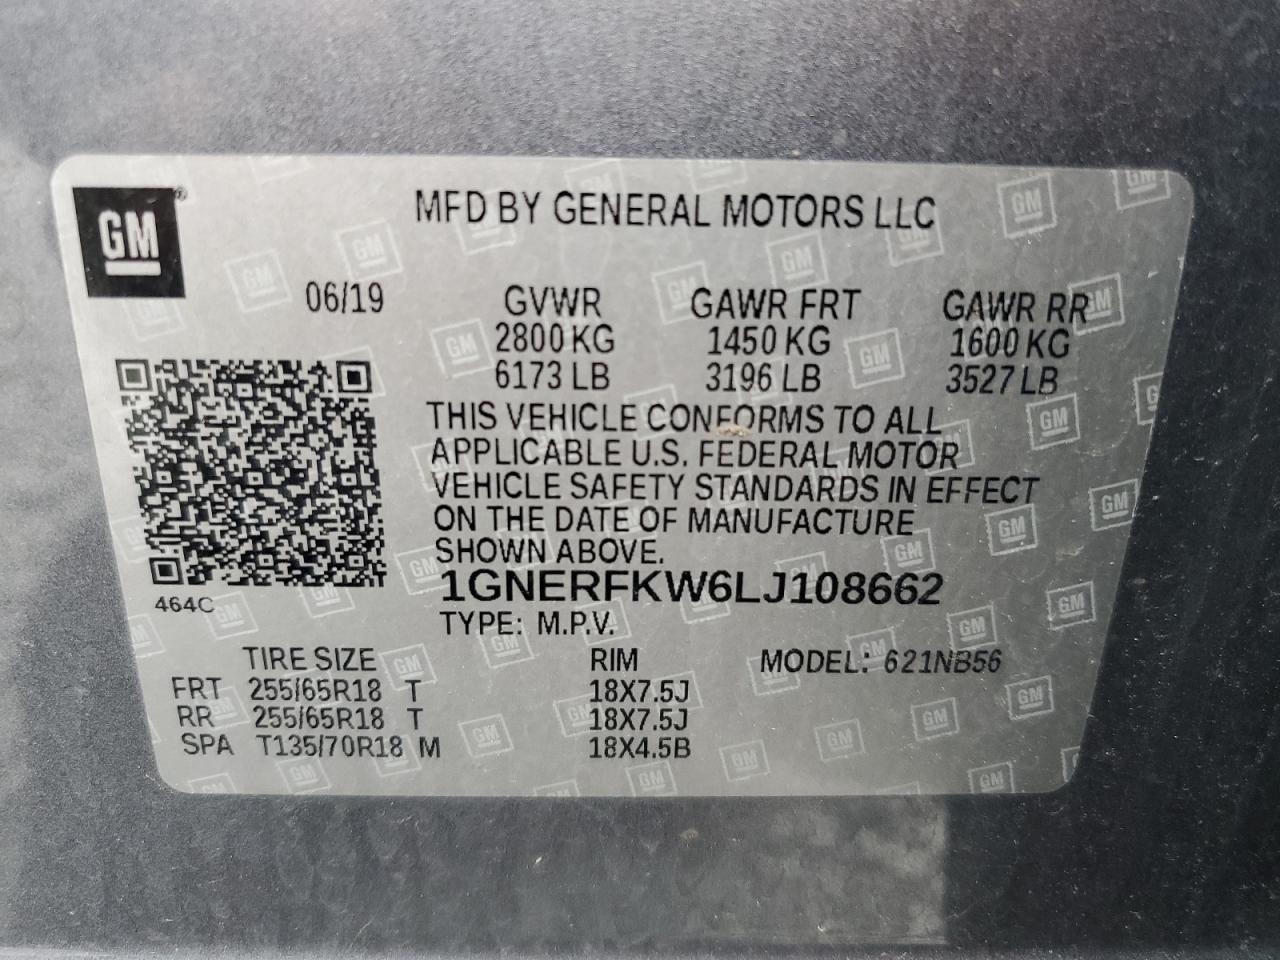 GM®
MFD BY GENERAL MOTORS LLC
06/19 GVWR GAWR FRT GAWR RR
2800 KG 1450 KG 1600 KG
6173 LB 3196 LB 3527 LB
THIS VEHICLE CONFORMS TO ALL
APPLICABLE U.S. FEDERAL MOTOR
VEHICLE SAFETY STANDARDS IN EFFECT
ON THE DATE OF MANUFACTURE
SHOWN ABOVE.
1GNERFKW6LJ108662
464C
TYPE: M.P.V.
TIRE SIZE RIM MODEL: 621NB56
FRT 255/65R18 T 18X7.5J
RR 255/65R18 T 18X7.5J
SPA T135/70R18 M 18X4.5B